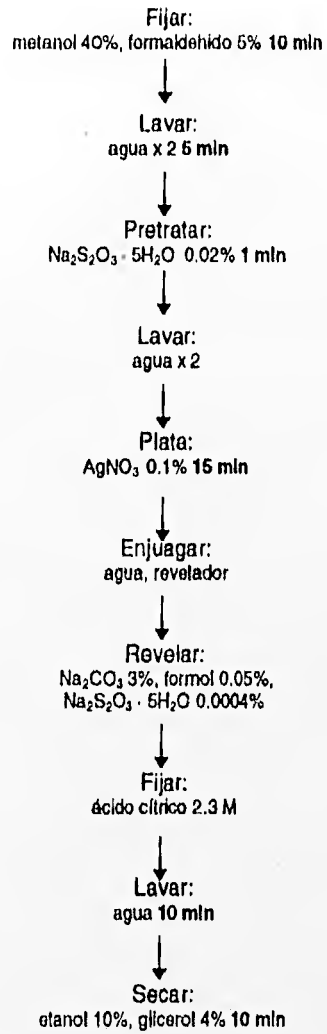 Fijar:
metanol 40%, formaldehido 5% 10 min
Lavar:
agua x 2 5 min
Pretratar:
Na₂S₂O₃ · 5H₂O 0.02% 1 min
Lavar:
agua x 2
Plata:
AgNO₃ 0.1% 15 min
Enjuagar:
agua, revelador
Revelar:
Na₂CO₃ 3%, formol 0.05%,
Na₂S₂O₃ · 5H₂O 0.0004%
Fijar:
ácido cítrico 2.3 M
Lavar:
agua 10 min
Secar:
etanol 10%, glicerol 4% 10 min